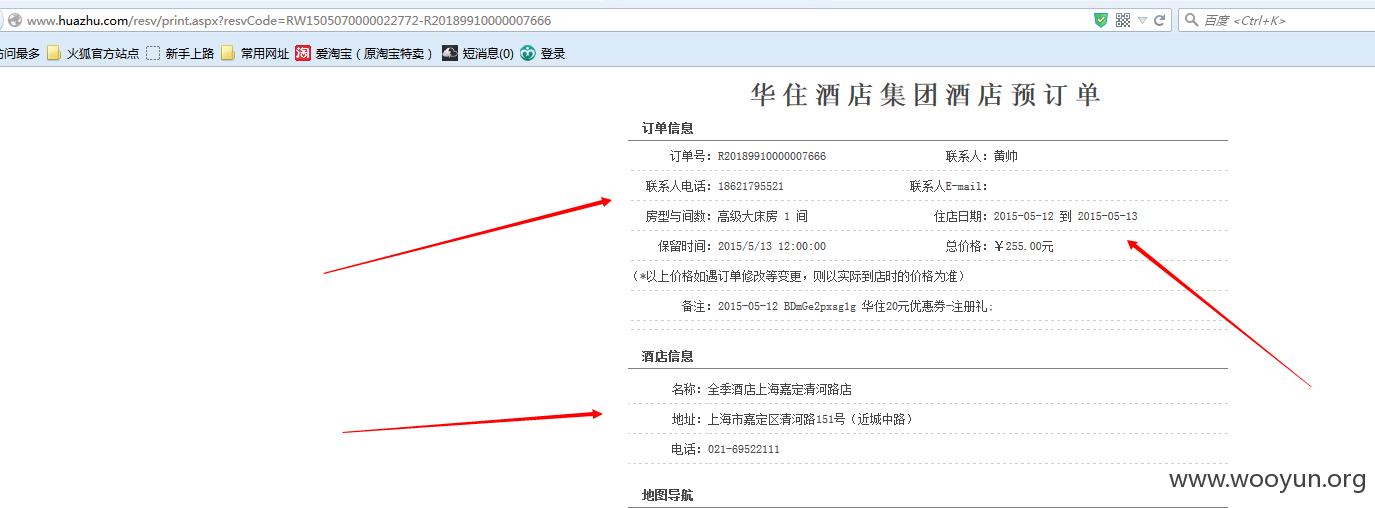 www.huazhu.com/resv/print.aspx?resvCode=RW1505070000022772-R20189910000007666 百度 <Ctrl+K>
访问最多 火狐官方站点 新手上路 常用网址 淘 爱淘宝（原淘宝特卖） 短消息(0) 登录
华住酒店集团酒店预订单
订单信息
订单号：R20189910000007666 联系人：黄帅
联系人电话：18621795521 联系人E-mail：
房型与间数：高级大床房 1 间 住店日期：2015-05-12 到 2015-05-13
保留时间：2015/5/13 12:00:00 总价格：￥255.00元
（*以上价格如遇订单修改等变更，则以实际到店时的价格为准）
备注：2015-05-12 BDmGe2pxsglg 华住20元优惠券-注册礼;
酒店信息
名称：全季酒店上海嘉定清河路店
地址：上海市嘉定区清河路151号（近城中路）
电话：021-69522111
www.wooyun.org
地图导航